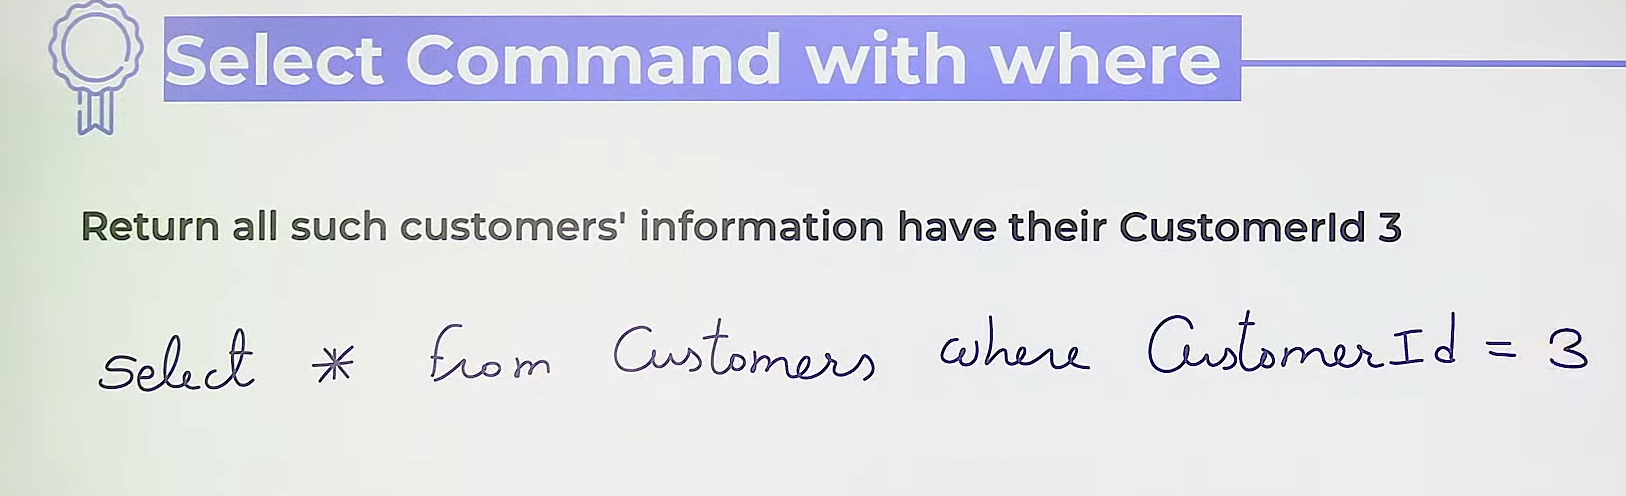 Select Command with where
Return all such customers' information have their CustomerId 3
Select * from Customers where CustomerId = 3